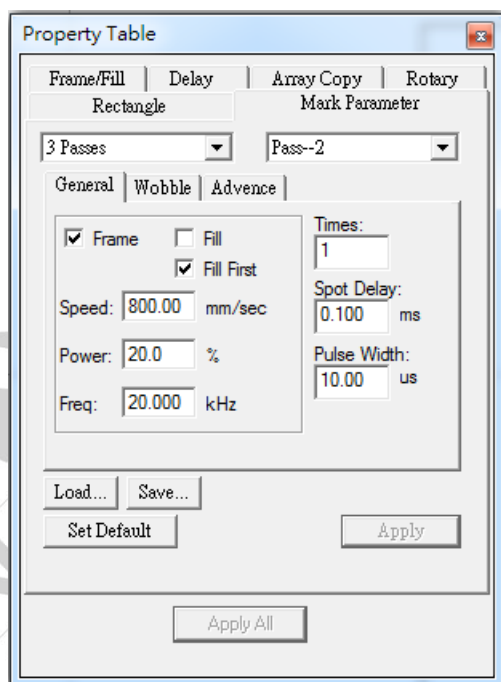 Property Table
Frame/Fill Delay Array Copy Rotary
Rectangle Mark Parameter
3 Passes Pass--2
General Wobble Advence
Frame Fill Times:
1
Fill First
Spot Delay:
Speed: 800.00 mm/sec 0.100 ms
Power: 20.0 % Pulse Width:
10.00 us
Freq: 20.000 kHz
Load... Save...
Set Default Apply
Apply All